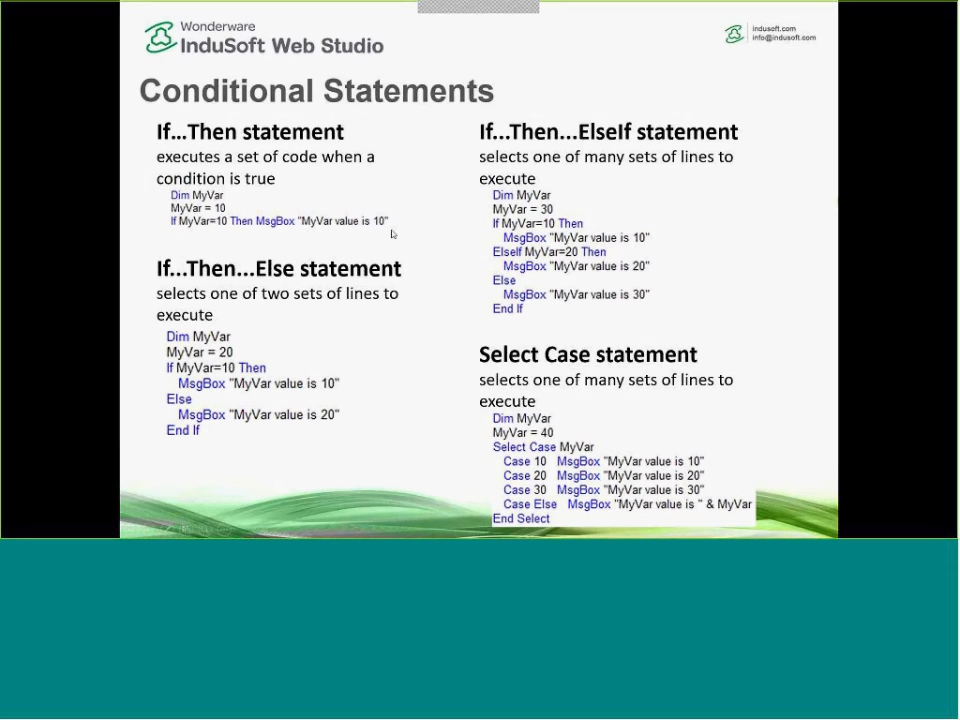 Wonderware
InduSoft Web Studio
indusoft.com
info@indusoft.com
Conditional Statements
If...Then statement
executes a set of code when a
condition is true
Dim MyVar
MyVar = 10
If MyVar=10 Then MsgBox "MyVar value is 10"
If...Then...Else statement
selects one of two sets of lines to
execute
Dim MyVar
MyVar = 20
If MyVar=10 Then
MsgBox "MyVar value is 10"
Else
MsgBox "MyVar value is 20"
End If
If...Then...ElseIf statement
selects one of many sets of lines to
execute
Dim MyVar
MyVar = 30
If MyVar=10 Then
MsgBox "MyVar value is 10"
ElseIf MyVar=20 Then
MsgBox "MyVar value is 20"
Else
MsgBox "MyVar value is 30"
End If
Select Case statement
selects one of many sets of lines to
execute
Dim MyVar
MyVar = 40
Select Case MyVar
Case 10 MsgBox "MyVar value is 10"
Case 20 MsgBox "MyVar value is 20"
Case 30 MsgBox "MyVar value is 30"
Case Else MsgBox "MyVar value is " & MyVar
End Select